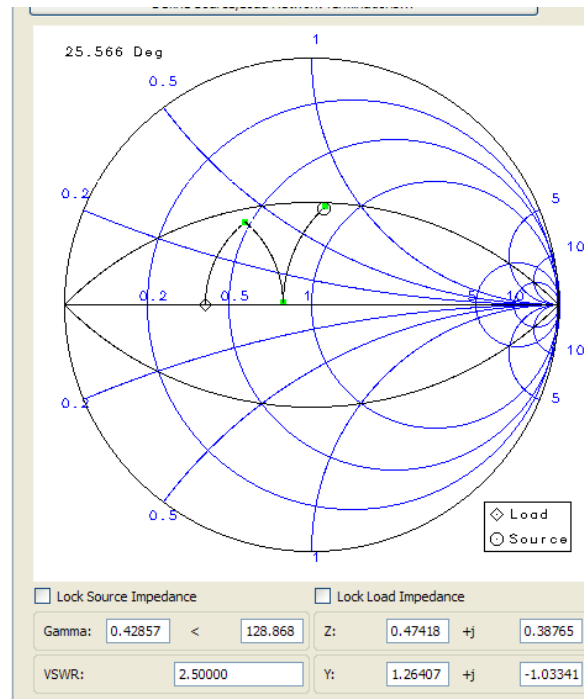 25.566 Deg
1
0.5
0.2
5
10
0.2 0.5 1 5 10
10
5
0.2
0.5
1
Load
Source
Lock Source Impedance
Lock Load Impedance
Gamma: 0.42857 < 128.868
Z: 0.47418 +j 0.38765
VSWR: 2.50000
Y: 1.26407 +j -1.03341